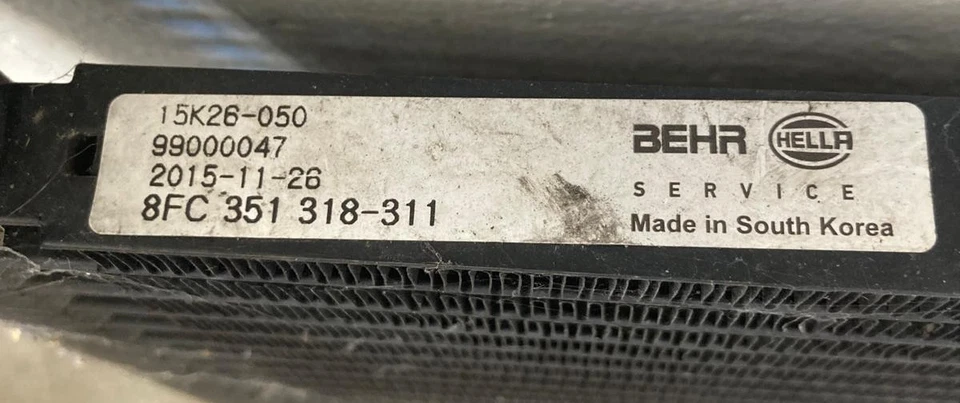 15K26-050
99000047
2015-11-26
8FC 351 318-311
BEHR HELLA
SERVICE
Made in South Korea